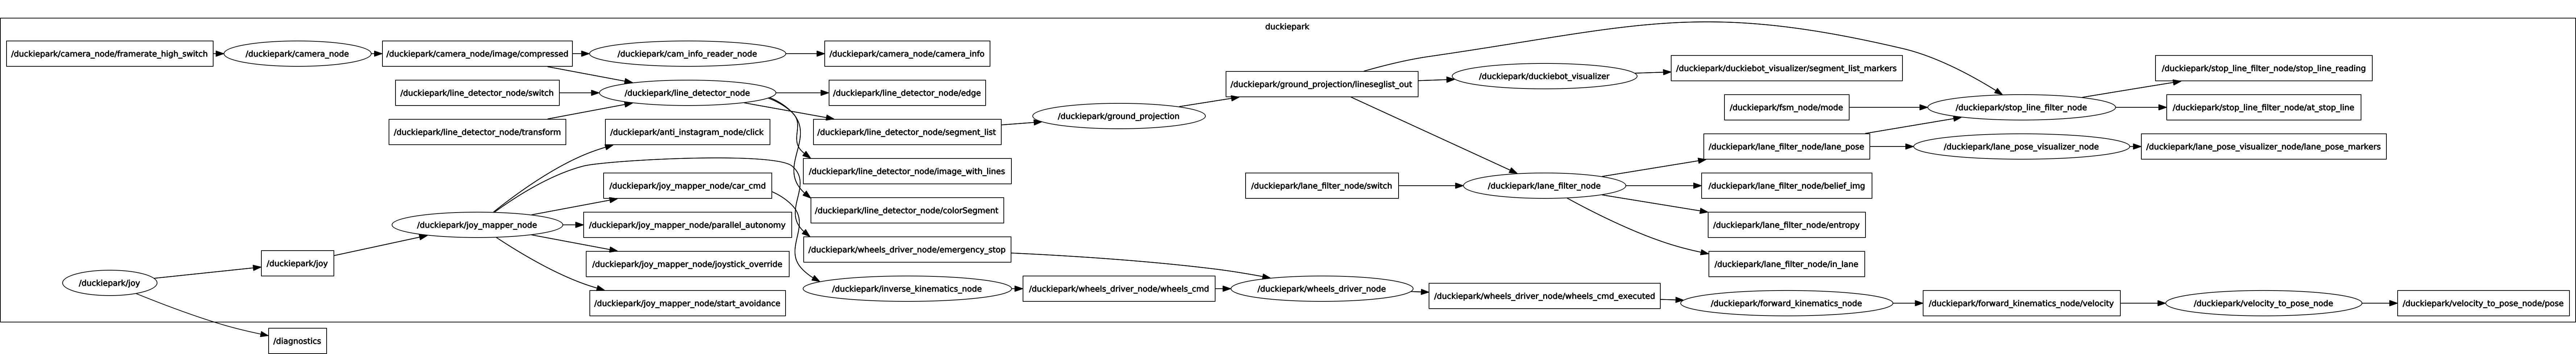 duckiepark
/duckiepark/camera_node/framerate_high_switch
/duckiepark/camera_node
/duckiepark/camera_node/image/compressed
/duckiepark/cam_info_reader_node
/duckiepark/camera_node/camera_info
/duckiepark/line_detector_node/switch
/duckiepark/line_detector_node
/duckiepark/line_detector_node/edge
/duckiepark/line_detector_node/transform
/duckiepark/anti_instagram_node/click
/duckiepark/line_detector_node/segment_list
/duckiepark/ground_projection
/duckiepark/ground_projection/lineseglist_out
/duckiepark/duckiebot_visualizer
/duckiepark/duckiebot_visualizer/segment_list_markers
/duckiepark/fsm_node/mode
/duckiepark/stop_line_filter_node
/duckiepark/stop_line_filter_node/stop_line_reading
/duckiepark/stop_line_filter_node/at_stop_line
/duckiepark/lane_filter_node/lane_pose
/duckiepark/lane_pose_visualizer_node
/duckiepark/lane_pose_visualizer_node/lane_pose_markers
/duckiepark/line_detector_node/image_with_lines
/duckiepark/joy_mapper_node/car_cmd
/duckiepark/lane_filter_node/switch
/duckiepark/lane_filter_node
/duckiepark/lane_filter_node/belief_img
/duckiepark/line_detector_node/colorSegment
/duckiepark/joy_mapper_node
/duckiepark/joy_mapper_node/parallel_autonomy
/duckiepark/lane_filter_node/entropy
/duckiepark/wheels_driver_node/emergency_stop
/duckiepark/joy
/duckiepark/joy_mapper_node/joystick_override
/duckiepark/lane_filter_node/in_lane
/duckiepark/joy
/duckiepark/joy_mapper_node/start_avoidance
/duckiepark/inverse_kinematics_node
/duckiepark/wheels_driver_node/wheels_cmd
/duckiepark/wheels_driver_node
/duckiepark/wheels_driver_node/wheels_cmd_executed
/duckiepark/forward_kinematics_node
/duckiepark/forward_kinematics_node/velocity
/duckiepark/velocity_to_pose_node
/duckiepark/velocity_to_pose_node/pose
/diagnostics